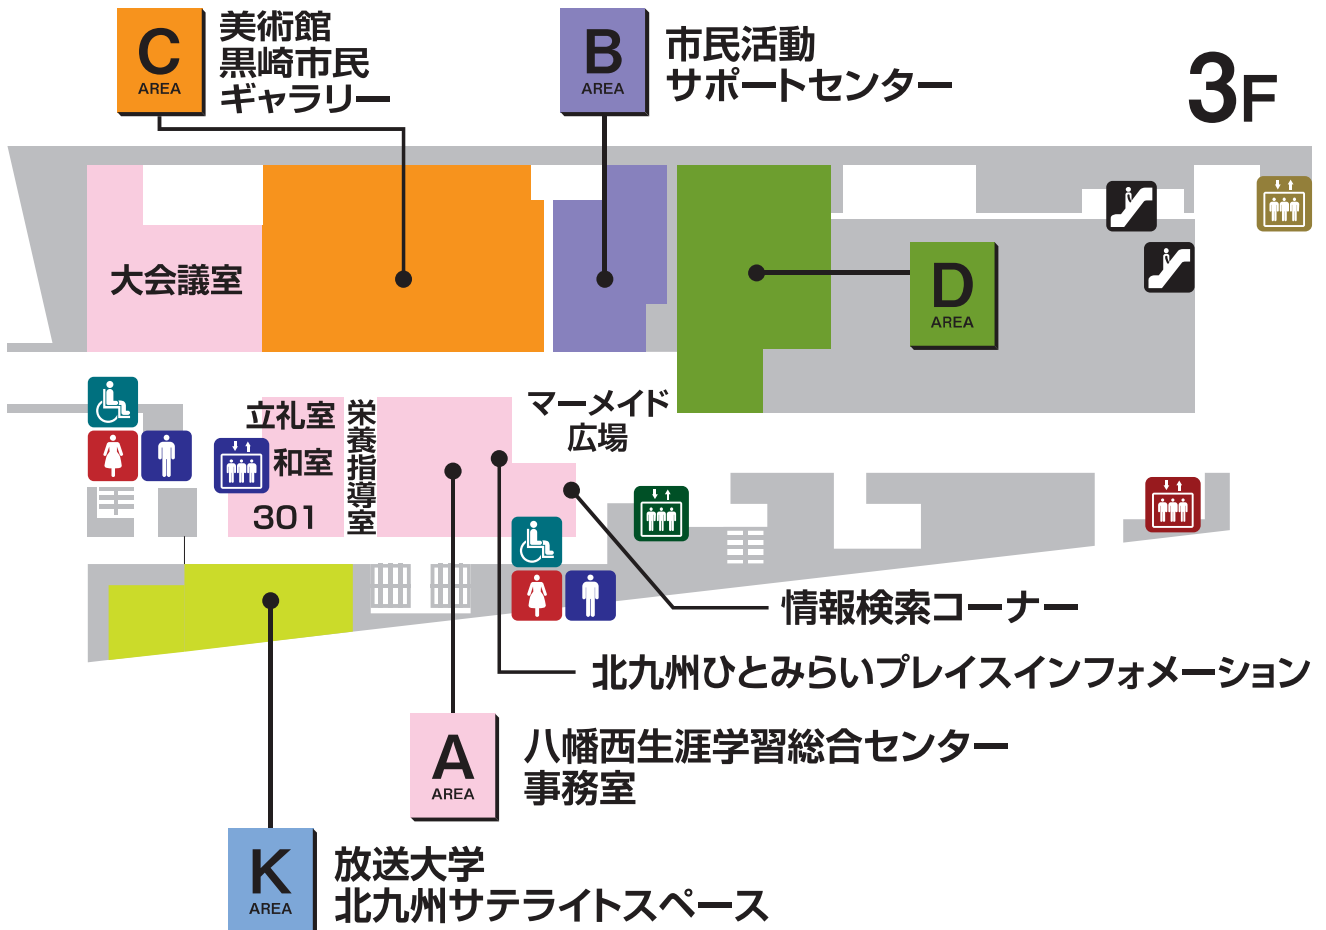 C
AREA
美術館
黒崎市民
ギャラリー
B
AREA
市民活動
サポートセンター
3F
大会議室
D
AREA
立礼室
和室
301
栄養指導室
マーメイド
広場
情報検索コーナー
北九州ひとみらいプレイスインフォメーション
A
AREA
八幡西生涯学習総合センター
事務室
K
AREA
放送大学
北九州サテライトスペース